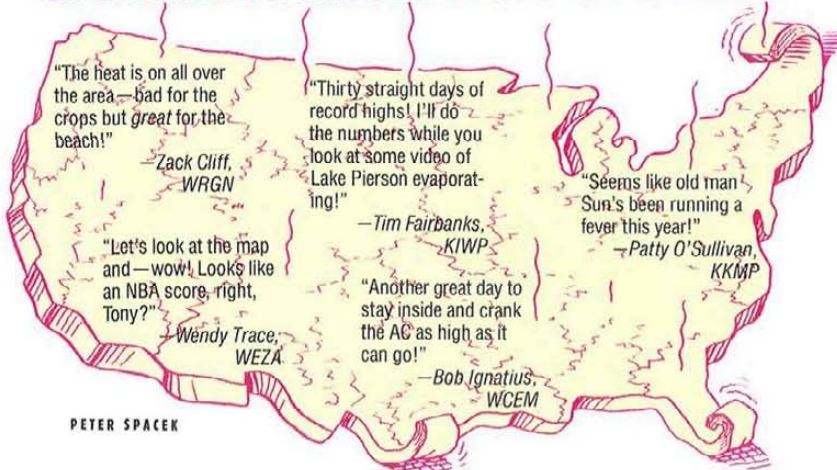 "The heat is on all over
the area—bad for the
crops but great for the
beach!"
—Zack Cliff,
WRGN
"Thirty straight days of
record highs! I'll do
the numbers while you
look at some video of
Lake Pierson evaporat-
ing!"
—Tim Fairbanks,
KIWP
"Seems like old man
Sun's been running a
fever this year!"
—Patty O'Sullivan,
KKMP
"Let's look at the map
and—wow! Looks like
an NBA score, right,
Tony?"
—Wendy Trace,
WEZA
"Another great day to
stay inside and crank
the AC as high as it
can go!"
—Bob Ignatius,
WCEM
PETER SPACEK